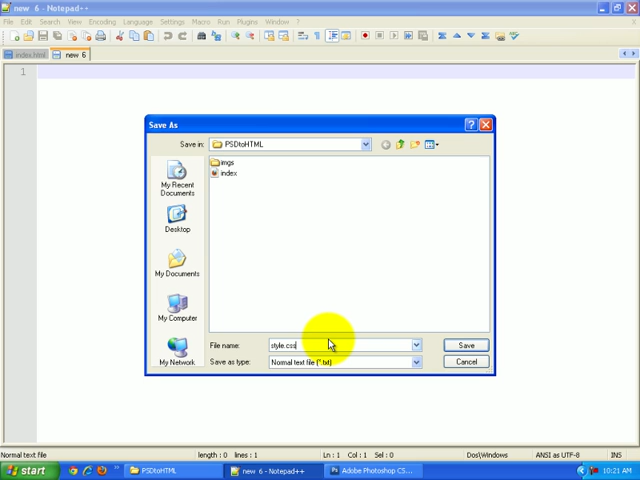 new 6 - Notepad++
File Edit Search View Encoding Language Settings Macro Run Plugins Window ?
index.html new 6
1
Save As
Save in: PSDtoHTML
imgs
index
My Recent
Documents
Desktop
My Documents
My Computer
My Network
File name: style.css Save
Save as type: Normal text file (*.txt) Cancel
Normal text file length : 0 lines : 1 Ln : 1 Col : 1 Sel : 0 Dos\Windows ANSI as UTF-8 INS
start PSDtoHTML new 6 - Notepad++ Adobe Photoshop CS... 10:21 AM